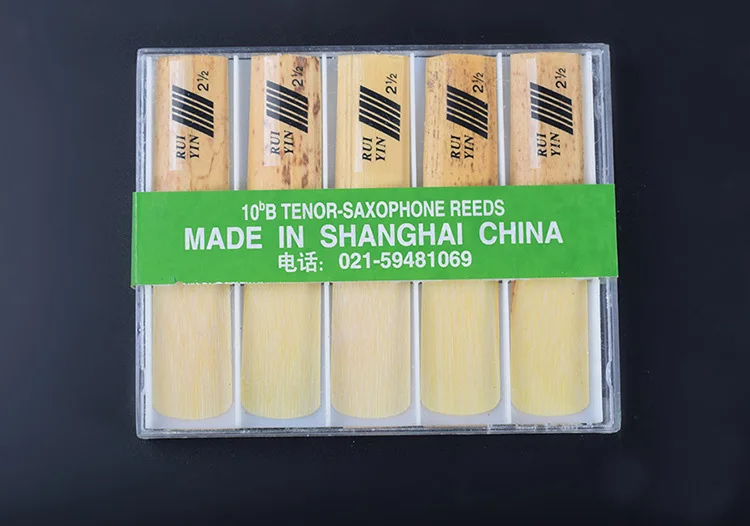 2½
RUI
YIN
2½
RUI
YIN
2½
RUI
YIN
2½
RUI
YIN
2½
RUI
YIN
10ᵇB TENOR-SAXOPHONE REEDS
MADE IN SHANGHAI CHINA
电话: 021-59481069